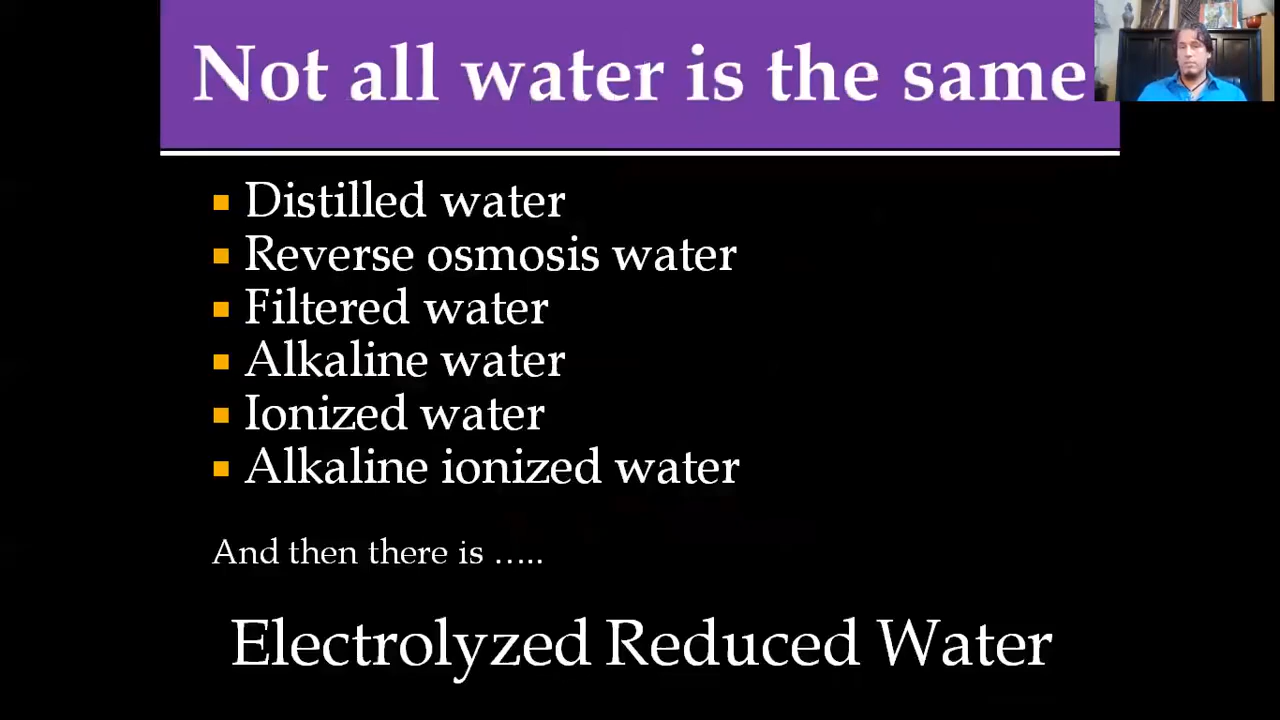 Not all water is the same
Distilled water
Reverse osmosis water
Filtered water
Alkaline water
Ionized water
Alkaline ionized water
And then there is .....
Electrolyzed Reduced Water